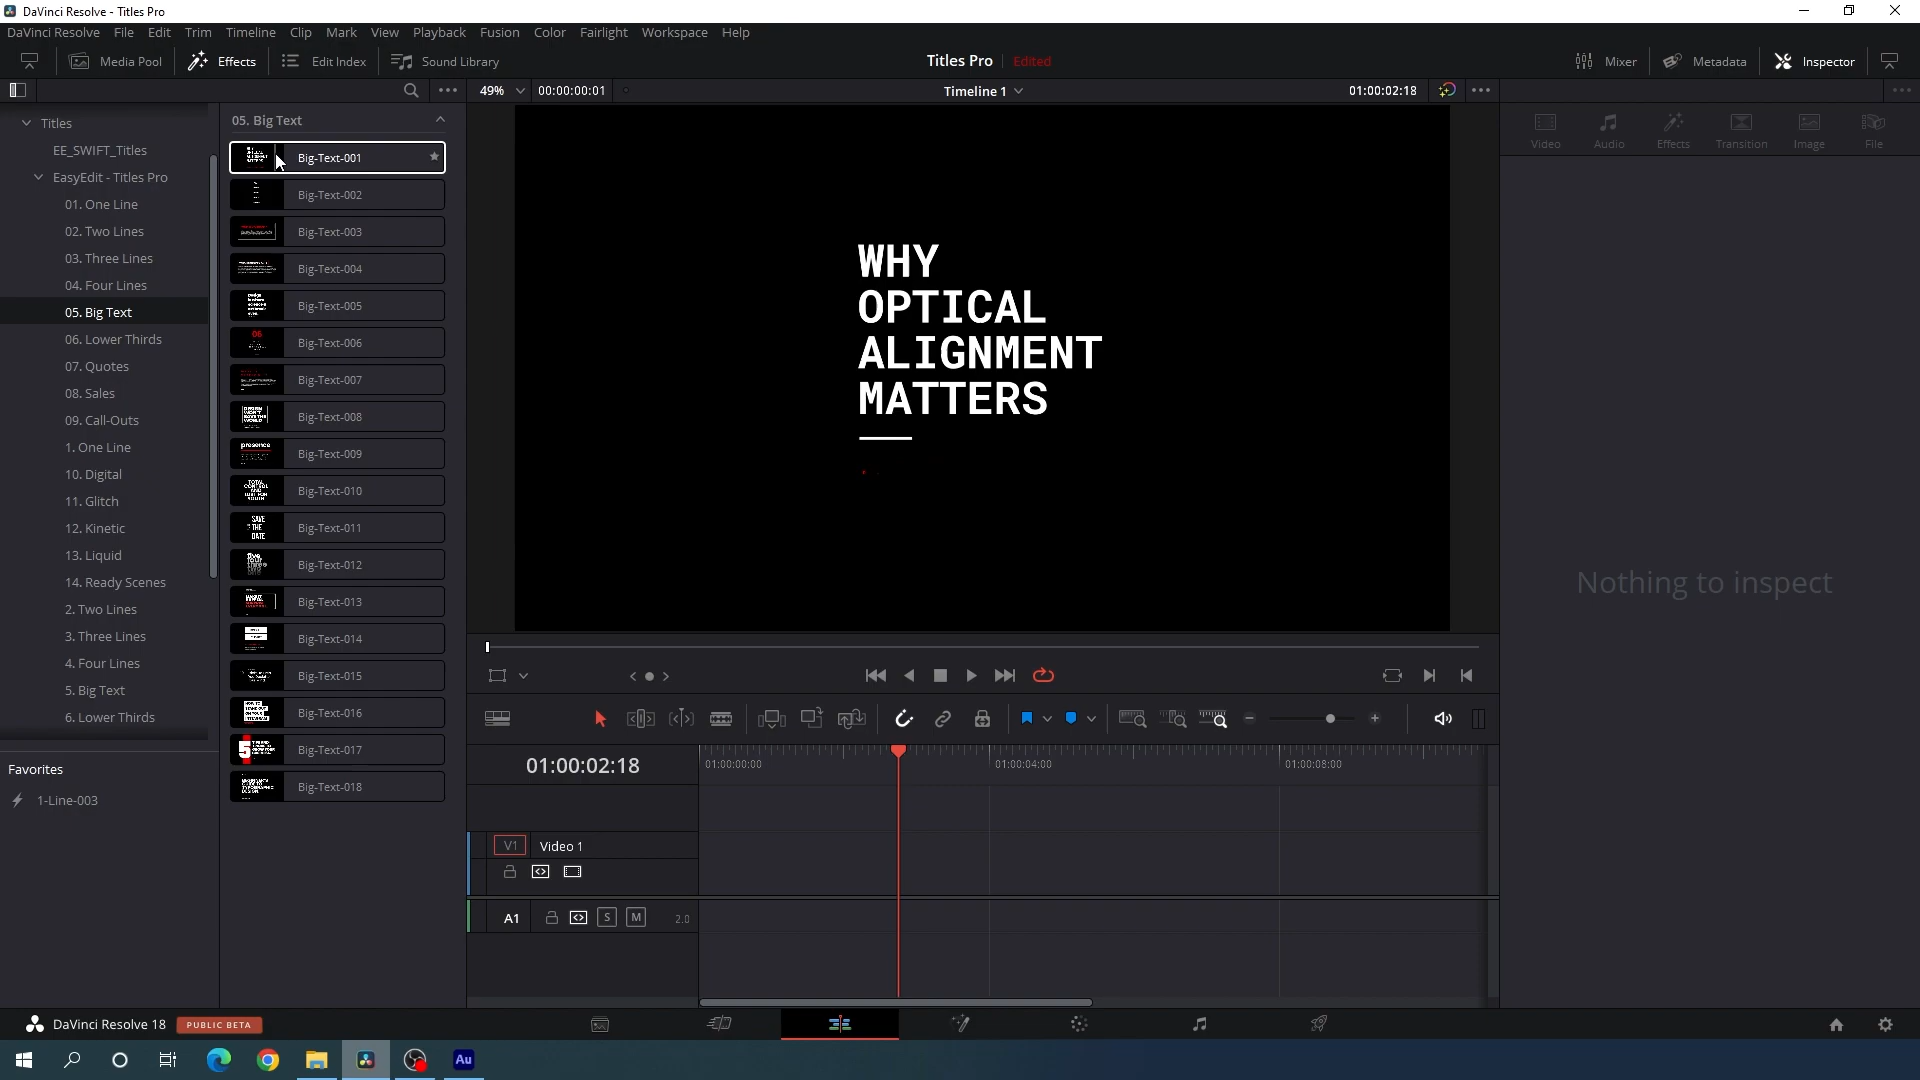 DaVinci Resolve - Titles Pro
DaVinci Resolve File Edit Trim Timeline Clip Mark View Playback Fusion Color Fairlight Workspace Help
Media Pool Effects Edit Index Sound Library Titles Pro Edited Mixer Metadata Inspector
49% 00:00:00:01 Timeline 1 01:00:02:18
Titles
EE_SWIFT_Titles
EasyEdit - Titles Pro
01. One Line
02. Two Lines
03. Three Lines
04. Four Lines
05. Big Text
06. Lower Thirds
07. Quotes
08. Sales
09. Call-Outs
1. One Line
10. Digital
11. Glitch
12. Kinetic
13. Liquid
14. Ready Scenes
2. Two Lines
3. Three Lines
4. Four Lines
5. Big Text
6. Lower Thirds
Favorites
1-Line-003
05. Big Text
Big-Text-001
Big-Text-002
Big-Text-003
Big-Text-004
Big-Text-005
Big-Text-006
Big-Text-007
Big-Text-008
Big-Text-009
Big-Text-010
Big-Text-011
Big-Text-012
Big-Text-013
Big-Text-014
Big-Text-015
Big-Text-016
Big-Text-017
Big-Text-018
WHY
OPTICAL
ALIGNMENT
MATTERS
Video Audio Effects Transition Image File
Nothing to inspect
01:00:02:18 01:00:00:00 01:00:04:00 01:00:08:00
V1 Video 1
A1 S M 2.0
DaVinci Resolve 18 PUBLIC BETA
Au